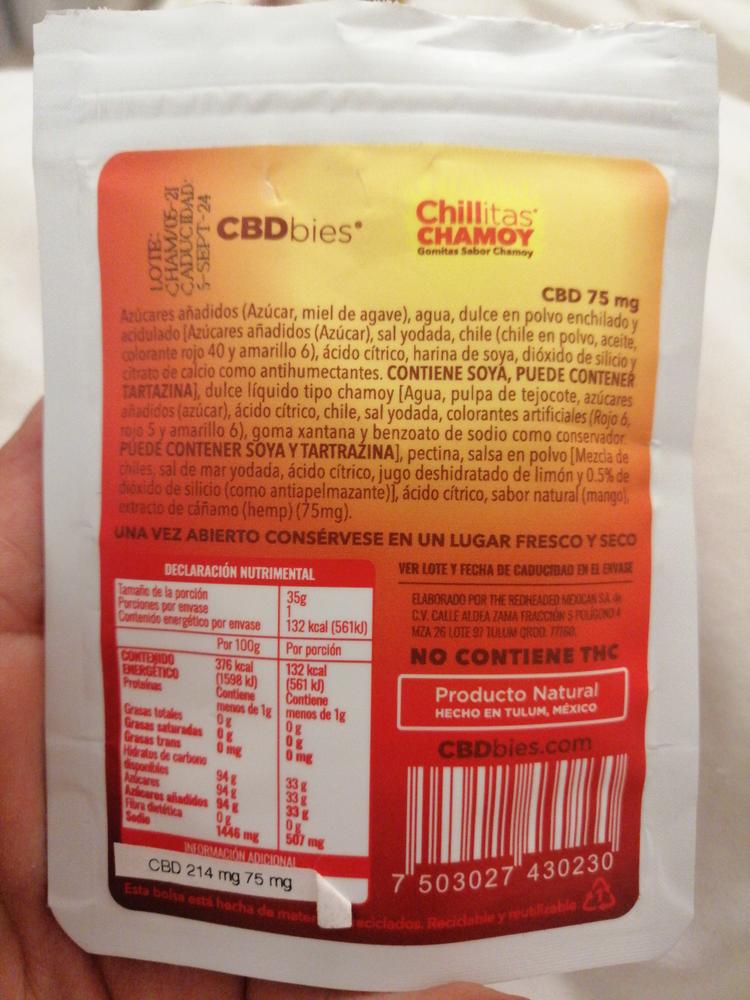 LOTE:
CHAM/05-21
CADUCIDAD:
5-SEPT-24
CBDbies®
Chillitas®
CHAMOY
Gomitas Sabor Chamoy
CBD 75 mg
Azúcares añadidos (Azúcar, miel de agave), agua, dulce en polvo enchilado y
acidulado [Azúcares añadidos (Azúcar), sal yodada, chile (chile en polvo, aceite,
colorante rojo 40 y amarillo 6), ácido cítrico, harina de soya, dióxido de silicio y
citrato de calcio como antihumectantes. CONTIENE SOYA, PUEDE CONTENER
TARTAZINA], dulce líquido tipo chamoy [Agua, pulpa de tejocote, azúcares
añadidos (azúcar), ácido cítrico, chile, sal yodada, colorantes artificiales (Rojo 6,
rojo 5 y amarillo 6), goma xantana y benzoato de sodio como conservador.
PUEDE CONTENER SOYA Y TARTRAZINA], pectina, salsa en polvo [Mezcla de
chiles, sal de mar yodada, ácido cítrico, jugo deshidratado de limón y 0.5% de
dióxido de silicio (como antiapelmazante)], ácido cítrico, sabor natural (mango),
extracto de cáñamo (hemp) (75mg).
UNA VEZ ABIERTO CONSÉRVESE EN UN LUGAR FRESCO Y SECO
DECLARACIÓN NUTRIMENTAL
Tamaño de la porción 35g
Porciones por envase 1
Contenido energético por envase 132 kcal (561kJ)
Por 100g Por porción
CONTENIDO 376 kcal 132 kcal
ENERGÉTICO (1598 kJ) (561 kJ)
Proteínas Contiene Contiene
menos de 1g menos de 1g
Grasas totales 0 g 0 g
Grasas saturadas 0 g 0 g
Grasas trans 0 mg 0 mg
Hidratos de carbono
disponibles 94 g 33 g
Azúcares 94 g 33 g
Azúcares añadidos 94 g 33 g
Fibra dietética 0 g 0 g
Sodio 1446 mg 507 mg
INFORMACIÓN ADICIONAL
CBD 214 mg 75 mg
Esta bolsa está hecha de mater reciclados. Reciclable y reutilizable
1
VER LOTE Y FECHA DE CADUCIDAD EN EL ENVASE
ELABORADO POR THE REDHEADED MEXICAN S.A. de
C.V. CALLE ALDEA ZAMA FRACCIÓN 5 POLÍGONO 4
MZA 26 LOTE 97 TULUM QROO. 77760.
NO CONTIENE THC
Producto Natural
HECHO EN TULUM, MÉXICO
CBDbies.com
7 503027 430230